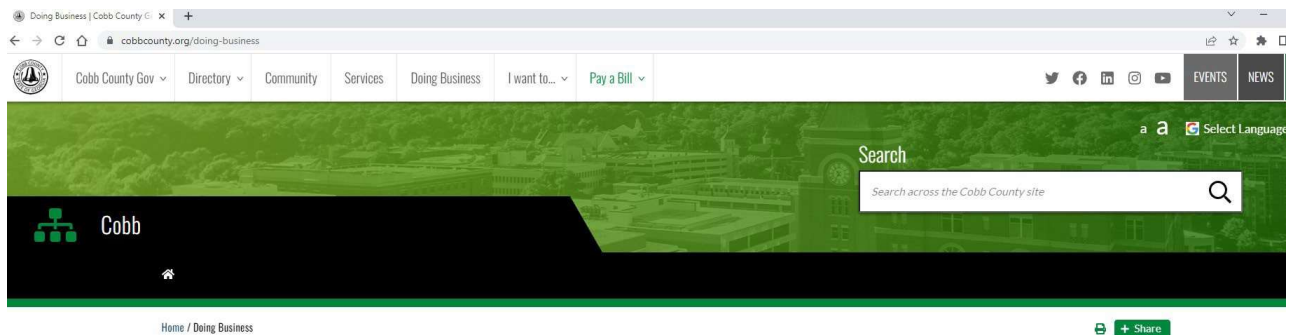 Doing Business | Cobb County G
cobbcounty.org/doing-business
Cobb County Gov Directory Community Services Doing Business I want to... Pay a Bill EVENTS NEWS
a a Select Language
Search
Search across the Cobb County site
Cobb
Home / Doing Business + Share